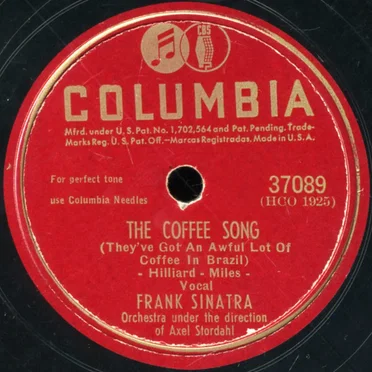 CBS
COLUMBIA
Mfrd. under U.S. Pat. No. 1,702,564 and Pat. Pending. Trade-
Marks Reg. U.S. Pat. Off.—Marcas Registradas. Made in U.S.A.
For perfect tone
use Columbia Needles
37089
(HCO 1925)
THE COFFEE SONG
(They've Got An Awful Lot Of
Coffee In Brazil)
- Hilliard - Miles -
Vocal
FRANK SINATRA
Orchestra under the direction
of Axel Stordahl